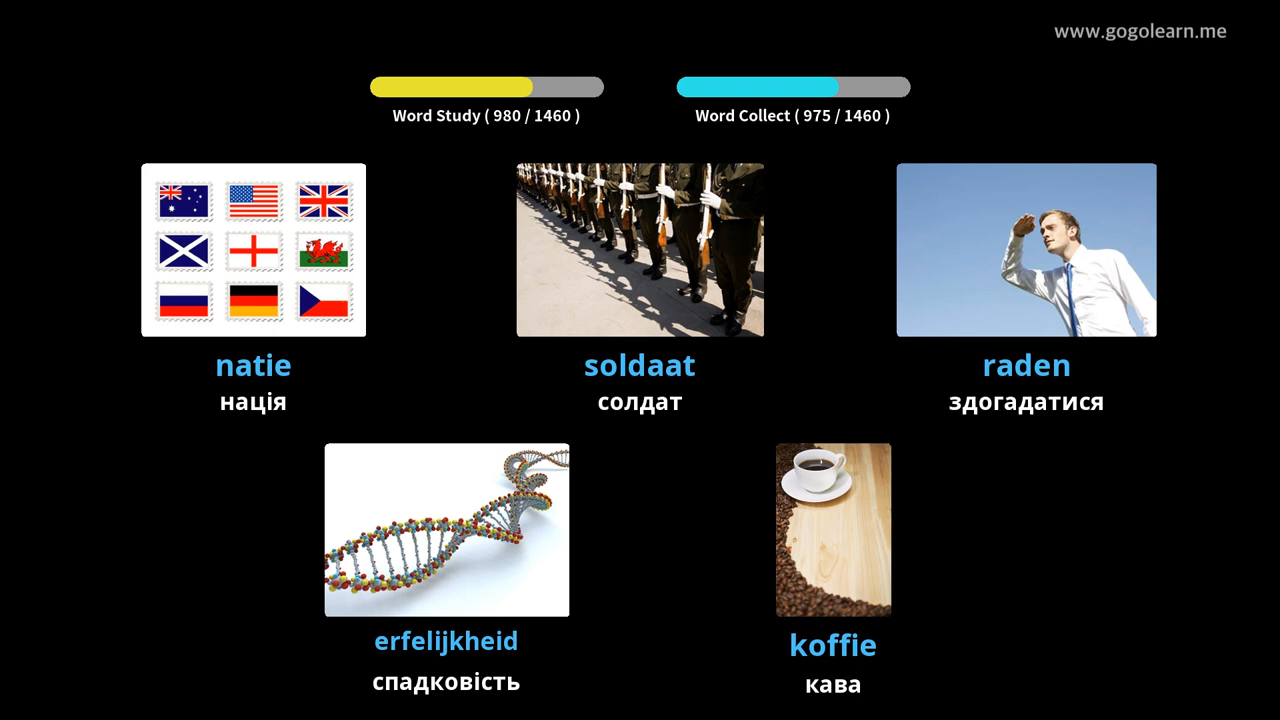 www.gogolearn.me
Word Study ( 980 / 1460 )
Word Collect ( 975 / 1460 )
natie
soldaat
raden
нація
солдат
здогадатися
erfelijkheid
koffie
спадковість
кава